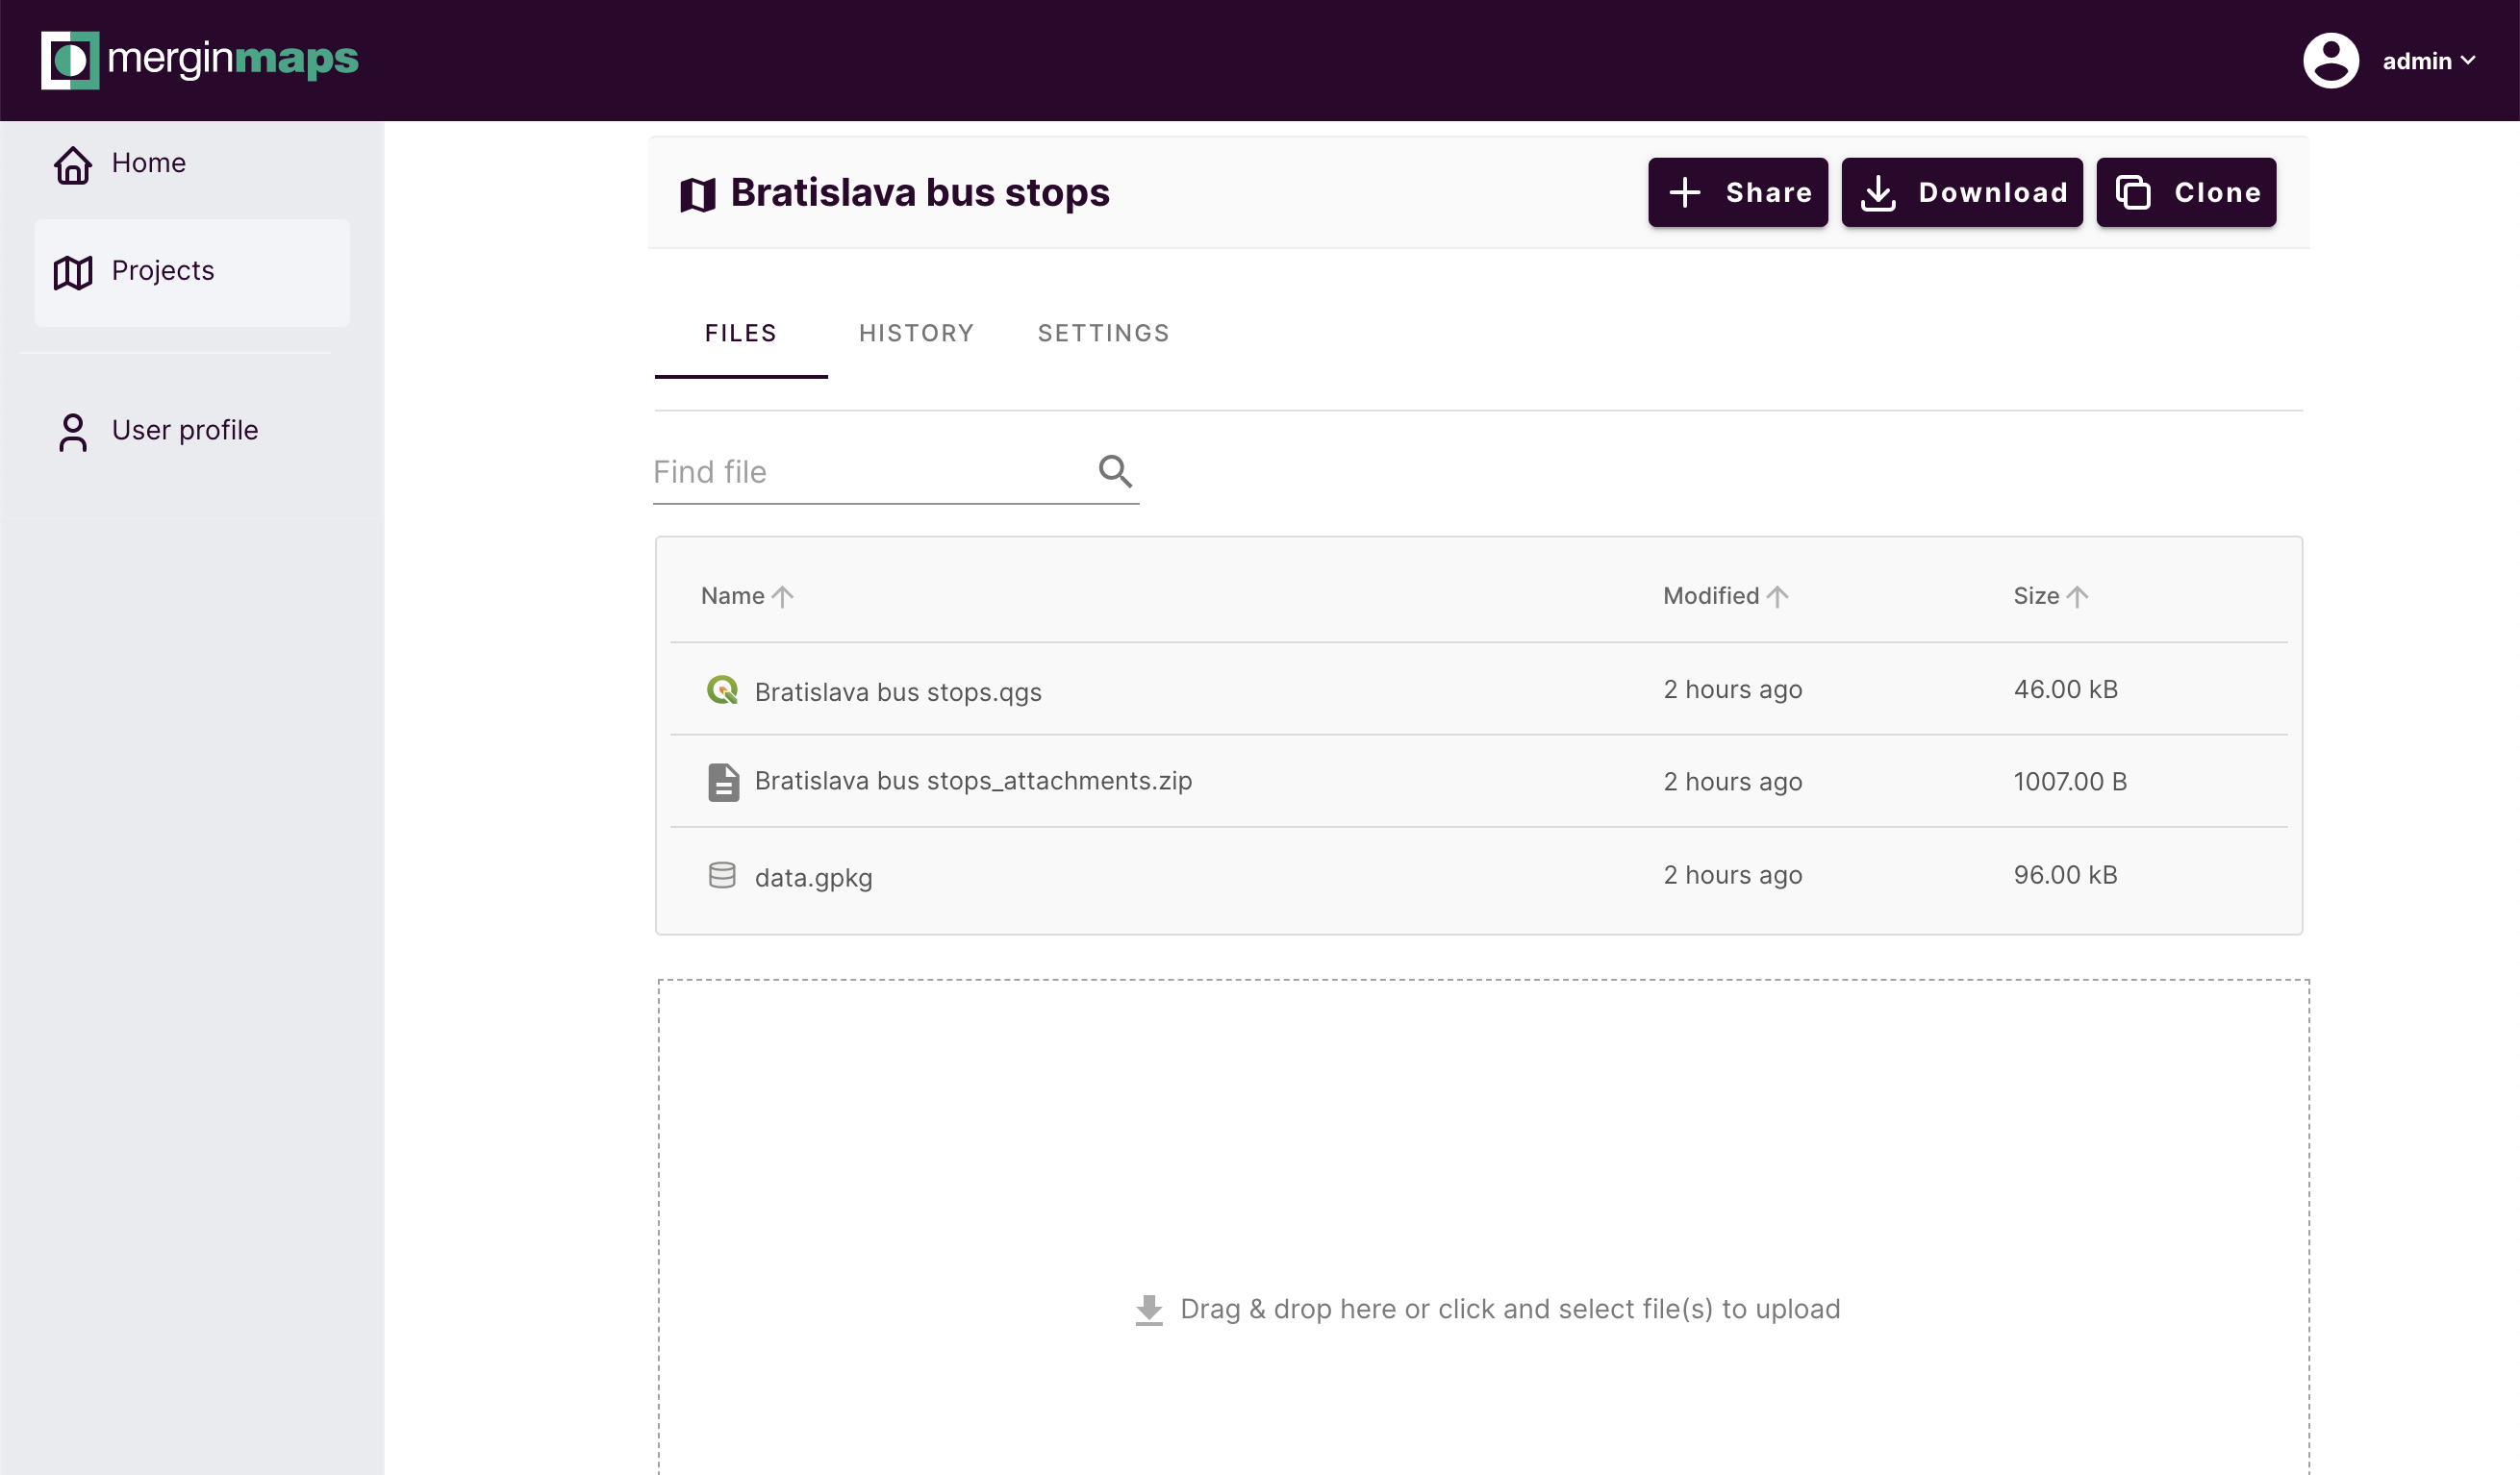 merginmaps
admin
Home
Projects
User profile
Bratislava bus stops
Share
Download
Clone
FILES HISTORY SETTINGS
Find file
Name Modified Size
Bratislava bus stops.qgs 2 hours ago 46.00 kB
Bratislava bus stops_attachments.zip 2 hours ago 1007.00 B
data.gpkg 2 hours ago 96.00 kB
Drag & drop here or click and select file(s) to upload